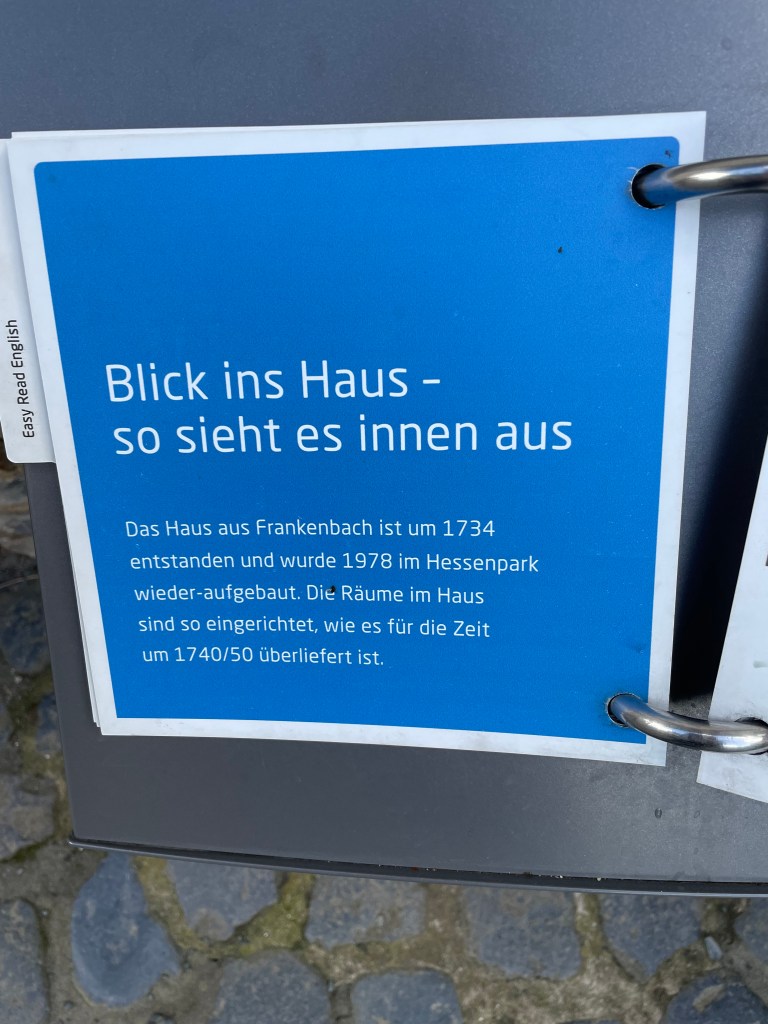 Easy Read English
Blick ins Haus –
so sieht es innen aus
Das Haus aus Frankenbach ist um 1734
entstanden und wurde 1978 im Hessenpark
wieder-aufgebaut. Die Räume im Haus
sind so eingerichtet, wie es für die Zeit
um 1740/50 überliefert ist.